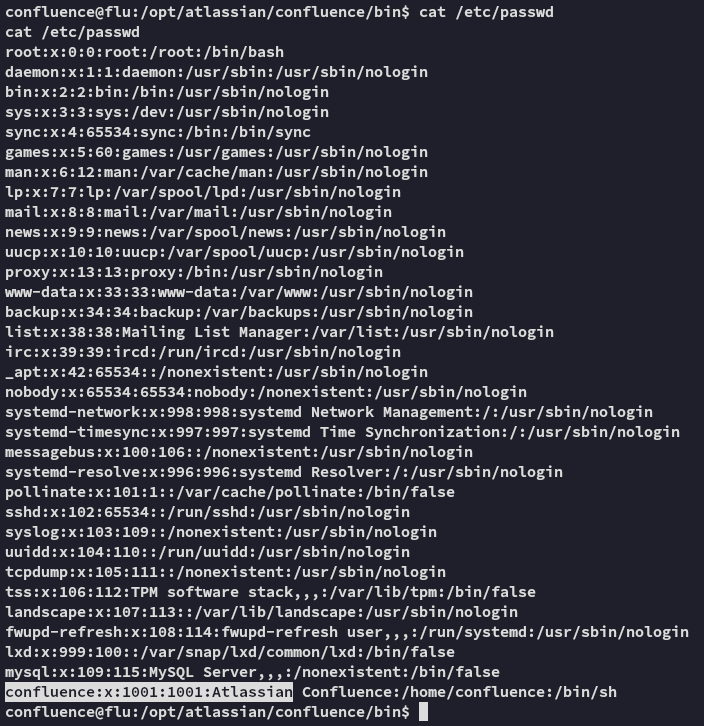 confluence@flu:/opt/atlassian/confluence/bin$ cat /etc/passwd
cat /etc/passwd
root:x:0:0:root:/root:/bin/bash
daemon:x:1:1:daemon:/usr/sbin:/usr/sbin/nologin
bin:x:2:2:bin:/bin:/usr/sbin/nologin
sys:x:3:3:sys:/dev:/usr/sbin/nologin
sync:x:4:65534:sync:/bin:/bin/sync
games:x:5:60:games:/usr/games:/usr/sbin/nologin
man:x:6:12:man:/var/cache/man:/usr/sbin/nologin
lp:x:7:7:lp:/var/spool/lpd:/usr/sbin/nologin
mail:x:8:8:mail:/var/mail:/usr/sbin/nologin
news:x:9:9:news:/var/spool/news:/usr/sbin/nologin
uucp:x:10:10:uucp:/var/spool/uucp:/usr/sbin/nologin
proxy:x:13:13:proxy:/bin:/usr/sbin/nologin
www-data:x:33:33:www-data:/var/www:/usr/sbin/nologin
backup:x:34:34:backup:/var/backups:/usr/sbin/nologin
list:x:38:38:Mailing List Manager:/var/list:/usr/sbin/nologin
irc:x:39:39:ircd:/run/ircd:/usr/sbin/nologin
_apt:x:42:65534::/nonexistent:/usr/sbin/nologin
nobody:x:65534:65534:nobody:/nonexistent:/usr/sbin/nologin
systemd-network:x:998:998:systemd Network Management:/:/usr/sbin/nologin
systemd-timesync:x:997:997:systemd Time Synchronization:/:/usr/sbin/nologin
messagebus:x:100:106::/nonexistent:/usr/sbin/nologin
systemd-resolve:x:996:996:systemd Resolver:/:/usr/sbin/nologin
pollinate:x:101:1::/var/cache/pollinate:/bin/false
sshd:x:102:65534::/run/sshd:/usr/sbin/nologin
syslog:x:103:109::/nonexistent:/usr/sbin/nologin
uuidd:x:104:110::/run/uuidd:/usr/sbin/nologin
tcpdump:x:105:111::/nonexistent:/usr/sbin/nologin
tss:x:106:112:TPM software stack,,,:/var/lib/tpm:/bin/false
landscape:x:107:113::/var/lib/landscape:/usr/sbin/nologin
fwupd-refresh:x:108:114:fwupd-refresh user,,,:/run/systemd:/usr/sbin/nologin
lxd:x:999:100::/var/snap/lxd/common/lxd:/bin/false
mysql:x:109:115:MySQL Server,,,:/nonexistent:/bin/false
confluence:x:1001:1001:Atlassian Confluence:/home/confluence:/bin/sh
confluence@flu:/opt/atlassian/confluence/bin$